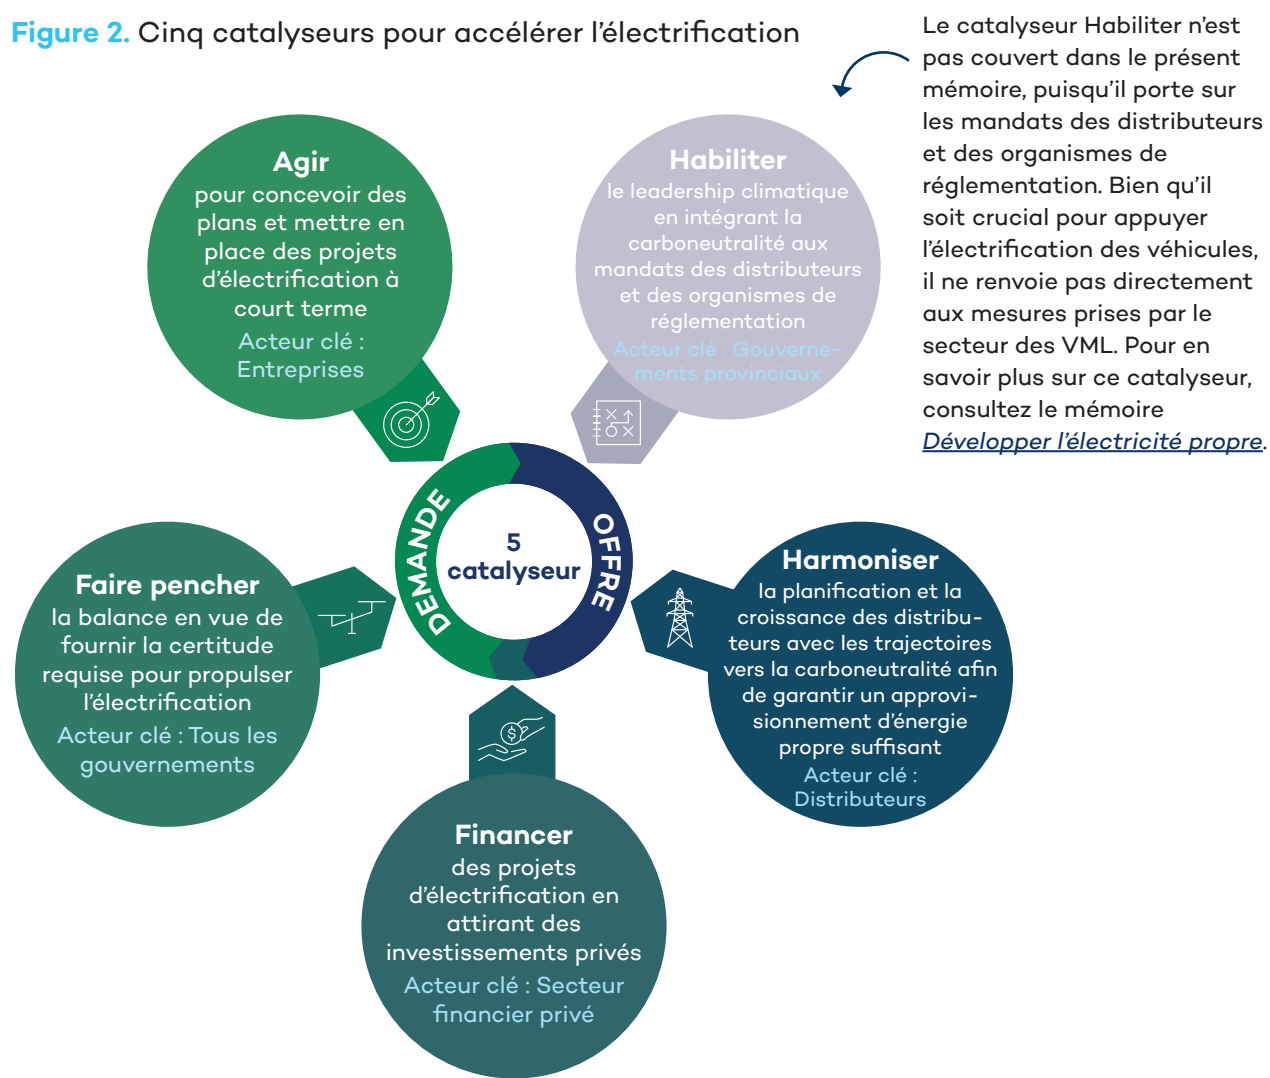 Figure 2. Cinq catalyseurs pour accélérer l’électrification
Le catalyseur Habiliter n’est
pas couvert dans le présent
mémoire, puisqu’il porte sur
les mandats des distributeurs
et des organismes de
réglementation. Bien qu’il
soit crucial pour appuyer
l’électrification des véhicules,
il ne renvoie pas directement
aux mesures prises par le
secteur des VML. Pour en
savoir plus sur ce catalyseur,
consultez le mémoire
Développer l’électricité propre.
Agir
pour concevoir des
plans et mettre en
place des projets
d’électrification à
court terme
Acteur clé :
Entreprises
Habiliter
le leadership climatique
en intégrant la
carboneutralité aux
mandats des distributeurs
et des organismes de
réglementation
Acteur clé : Gouverne-
ments provinciaux
DEMANDE
OFFRE
5
catalyseur
Faire pencher
la balance en vue de
fournir la certitude
requise pour propulser
l’électrification
Acteur clé : Tous les
gouvernements
Harmoniser
la planification et la
croissance des distribu-
teurs avec les trajectoires
vers la carboneutralité afin
de garantir un approvi-
sionnement d’énergie
propre suffisant
Acteur clé :
Distributeurs
$
Financer
des projets
d’électrification en
attirant des
investissements privés
Acteur clé : Secteur
financier privé